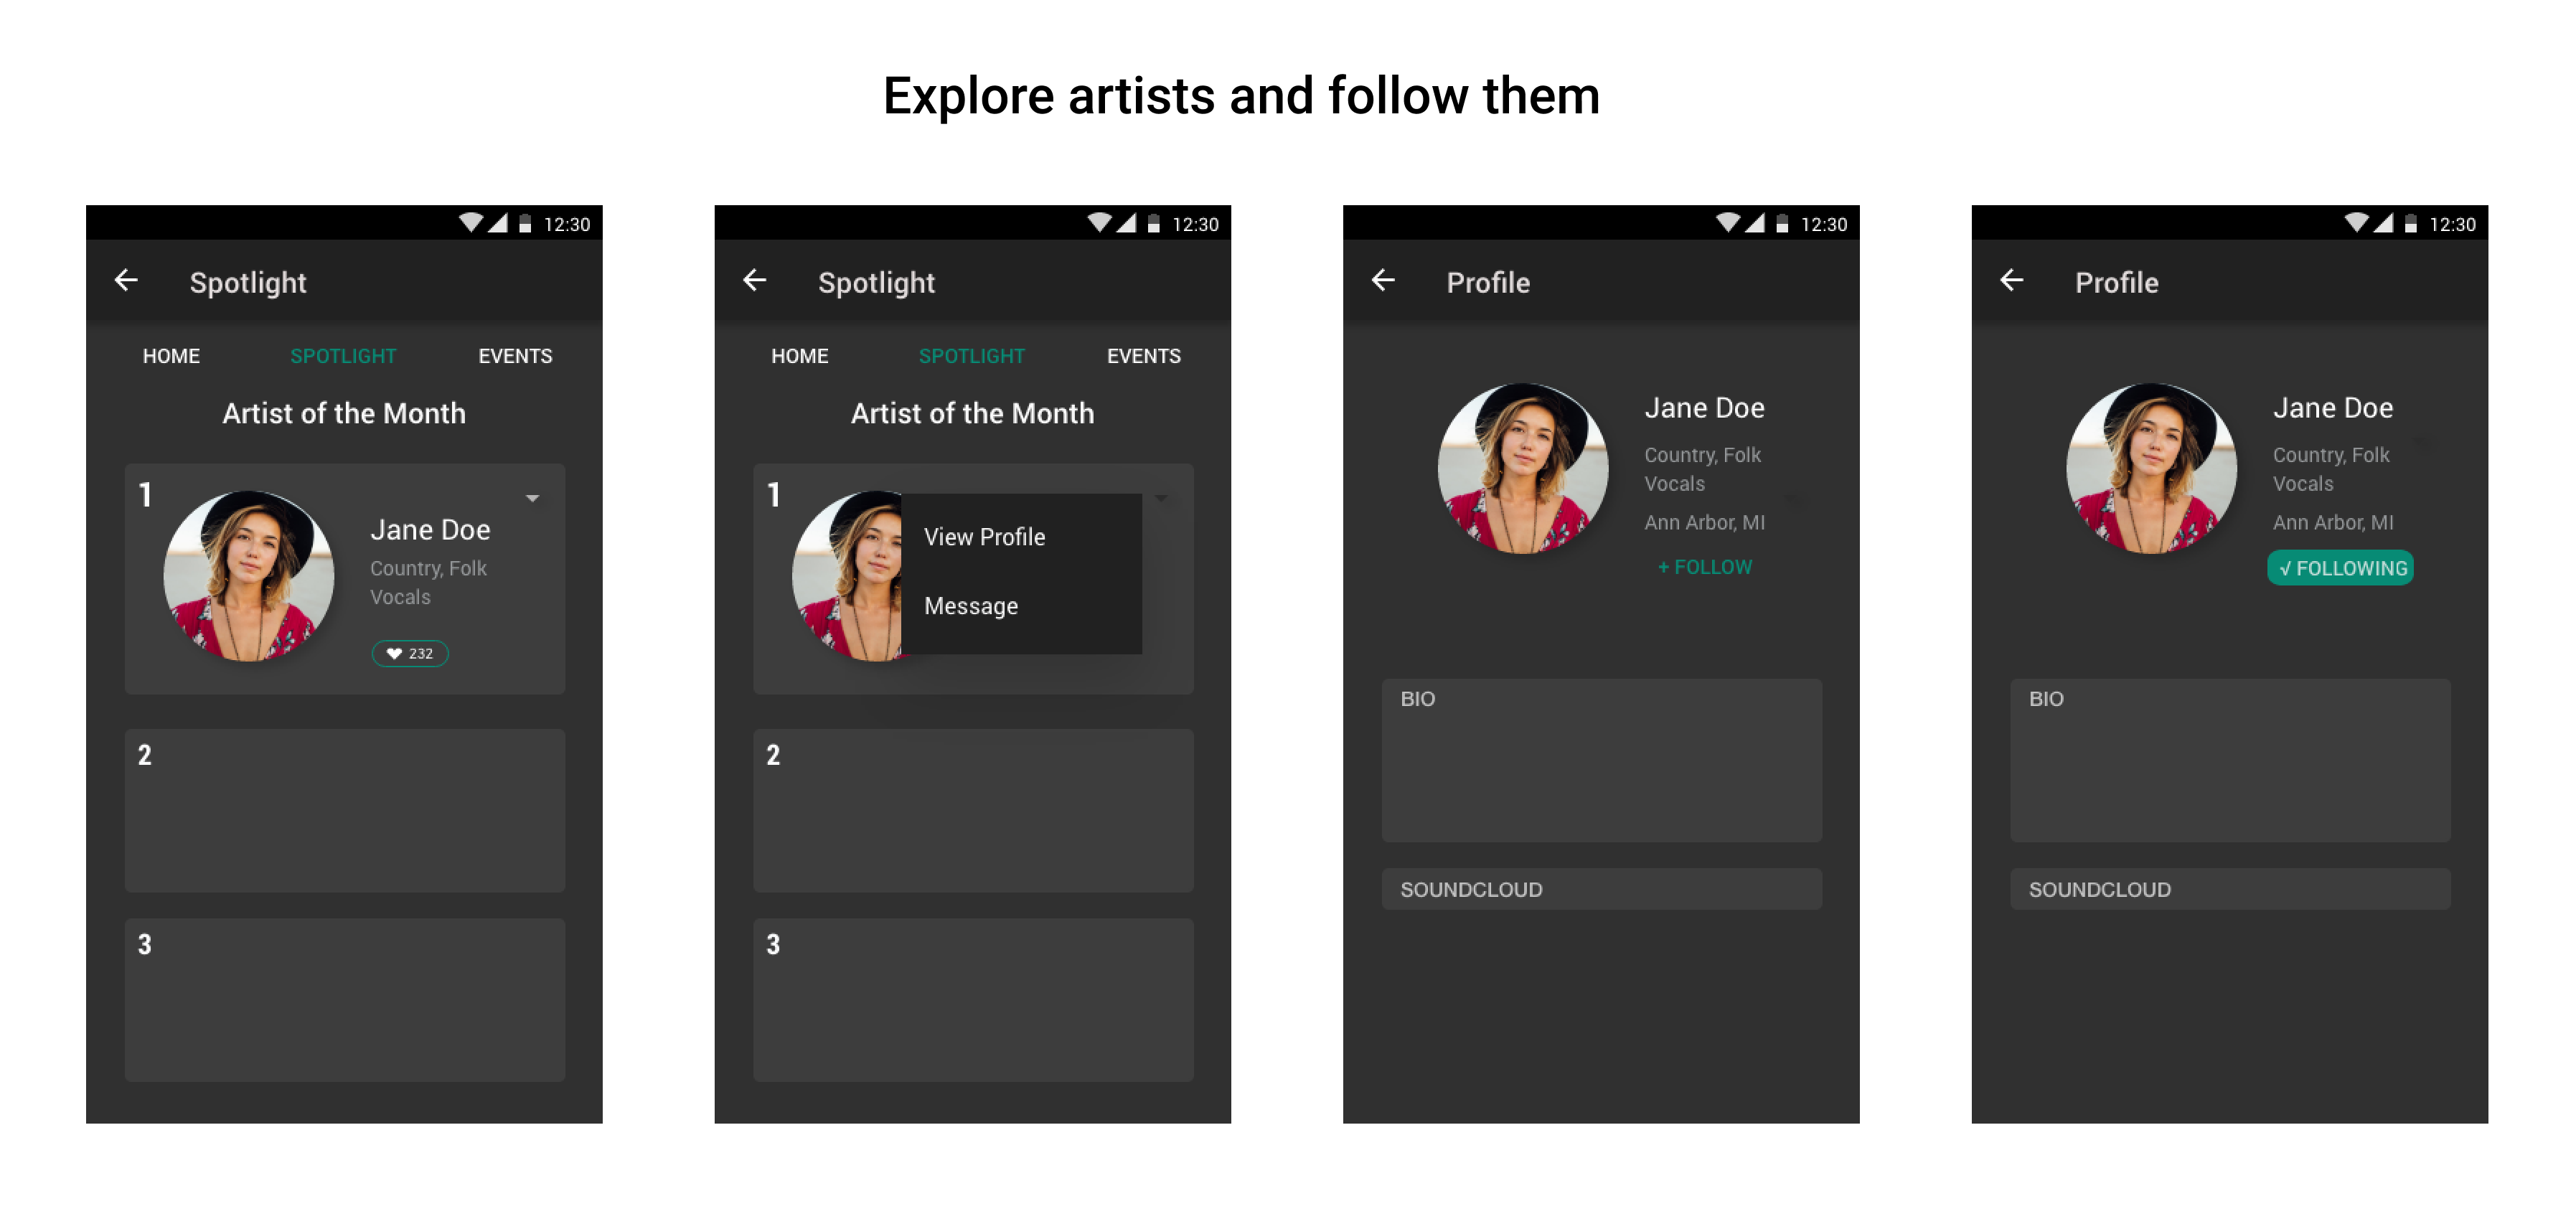 Explore artists and follow them
12:30
Spotlight
HOME SPOTLIGHT EVENTS
Artist of the Month
1
Jane Doe
Country, Folk
Vocals
232
2
3
12:30
Spotlight
HOME SPOTLIGHT EVENTS
Artist of the Month
1
View Profile
Message
2
3
12:30
Profile
Jane Doe
Country, Folk
Vocals
Ann Arbor, MI
+ FOLLOW
BIO
SOUNDCLOUD
12:30
Profile
Jane Doe
Country, Folk
Vocals
Ann Arbor, MI
√ FOLLOWING
BIO
SOUNDCLOUD